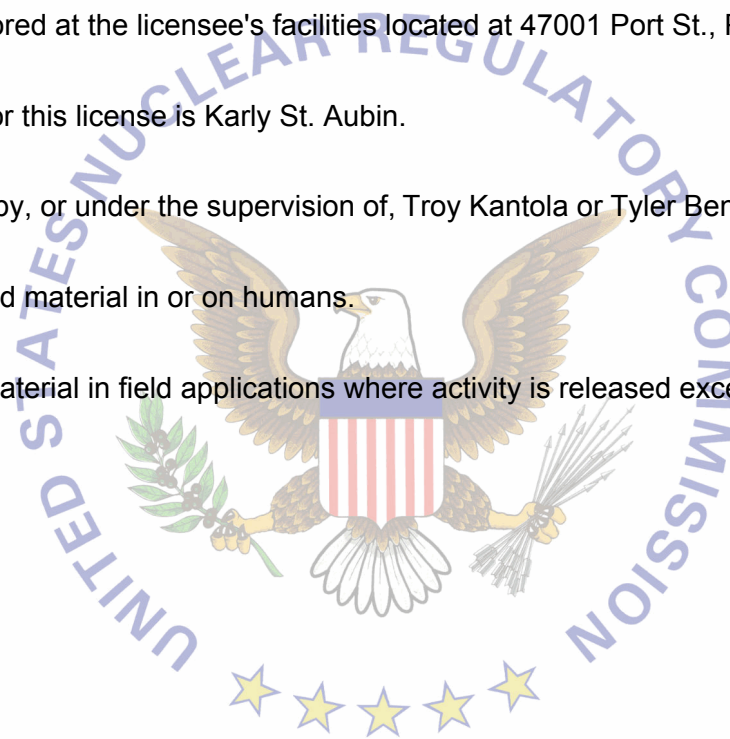 ored at the licensee's facilities located at 47001 Port St.,
or this license is Karly St. Aubin.
by, or under the supervision of, Troy Kantola or Tyler Ber
d material in or on humans.
aterial in field applications where activity is released exce
UNITED STATES NUCLEAR REGULATORY COMMISSION